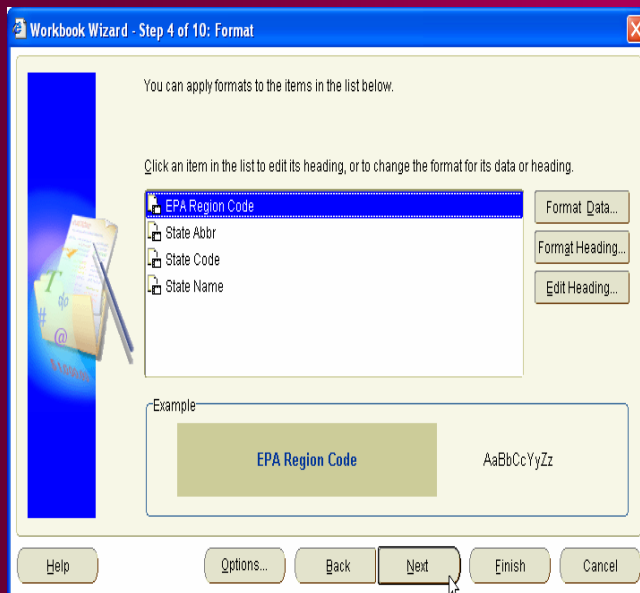 Workbook Wizard - Step 4 of 10: Format
You can apply formats to the items in the list below.
Click an item in the list to edit its heading, or to change the format for its data or heading.
EPA Region Code
State Abbr
State Code
State Name
Format Data...
Format Heading...
Edit Heading...
Example
EPA Region Code
AaBbCcYyZz
Help
Options...
Back
Next
Finish
Cancel